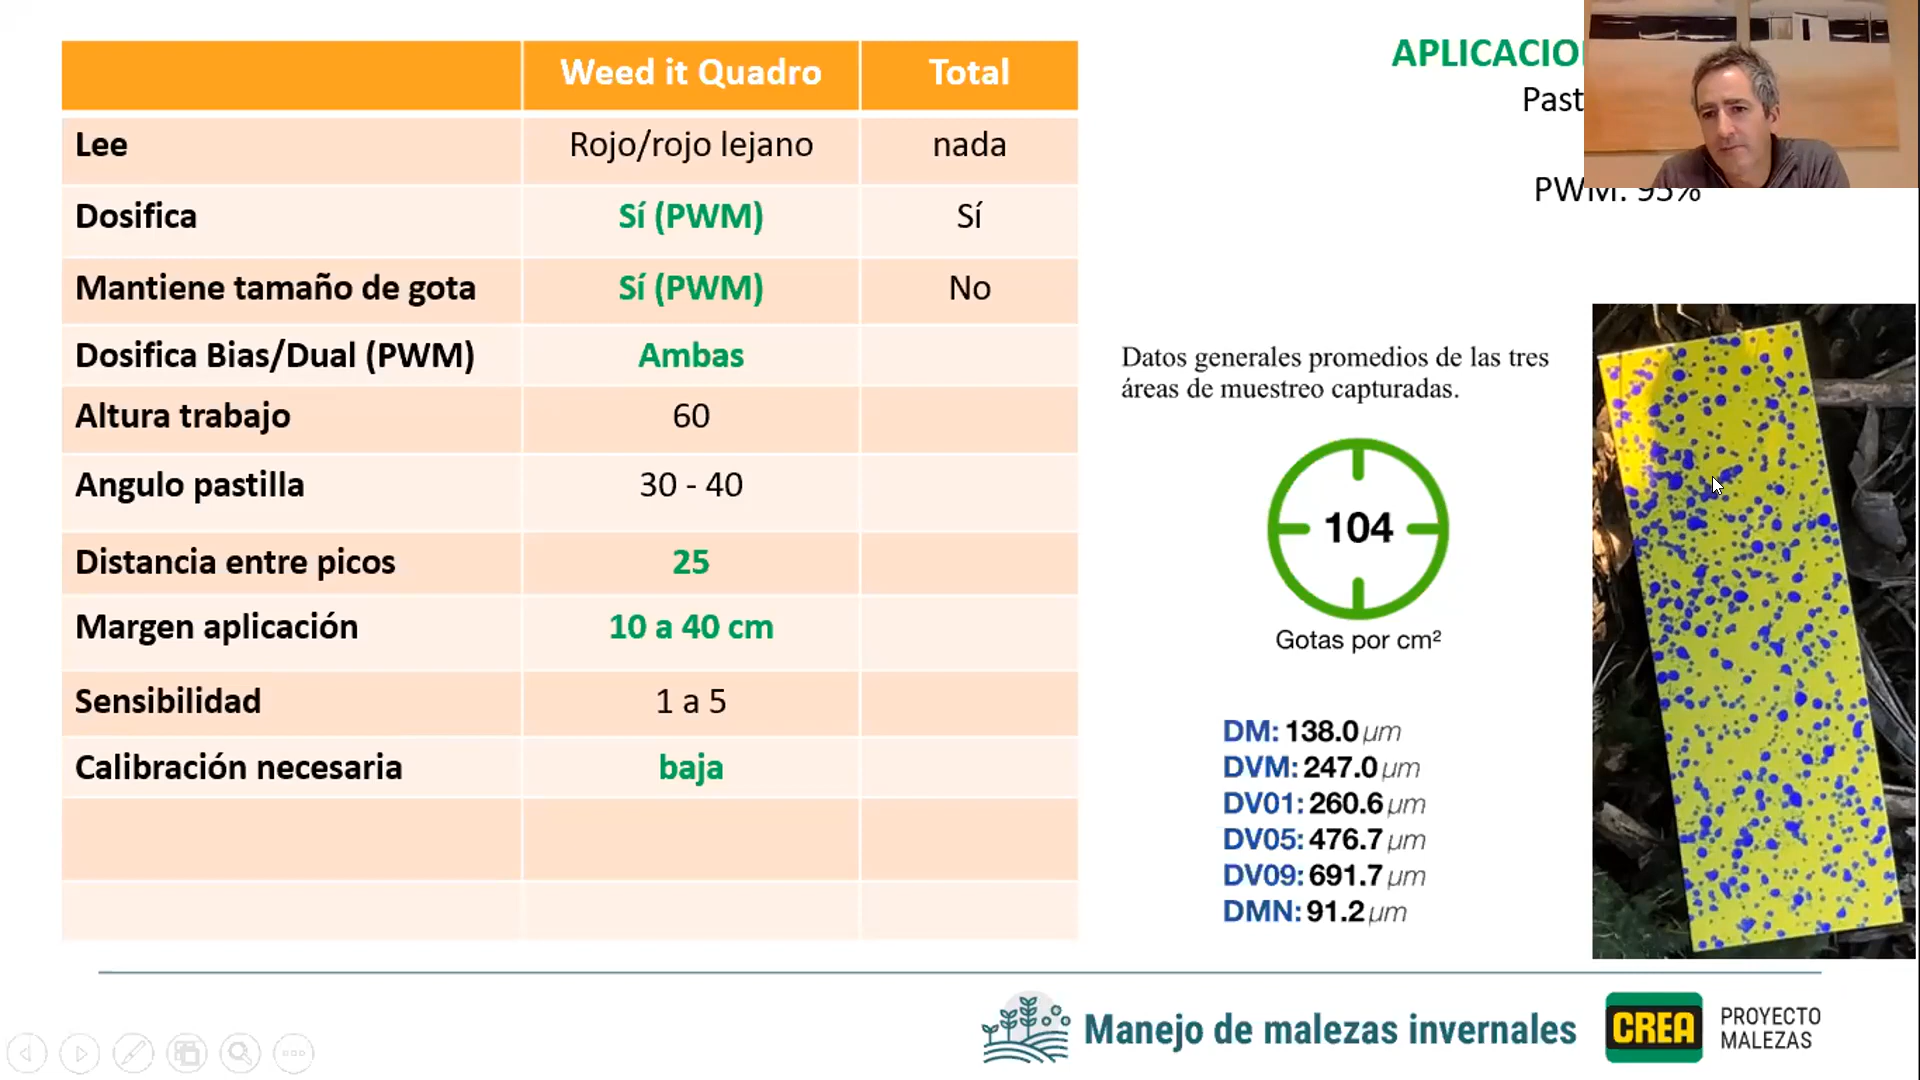 Weed it Quadro Total
Lee Rojo/rojo lejano nada
Dosifica Sí (PWM) Sí
Mantiene tamaño de gota Sí (PWM) No
Dosifica Bias/Dual (PWM) Ambas
Altura trabajo 60
Angulo pastilla 30 - 40
Distancia entre picos 25
Margen aplicación 10 a 40 cm
Sensibilidad 1 a 5
Calibración necesaria baja
APLICACIO
Past
PWM: 95%
Datos generales promedios de las tres
áreas de muestreo capturadas.
104
Gotas por cm²
DM: 138.0 µm
DVM: 247.0 µm
DV01: 260.6 µm
DV05: 476.7 µm
DV09: 691.7 µm
DMN: 91.2 µm
Manejo de malezas invernales
CREA
PROYECTO
MALEZAS